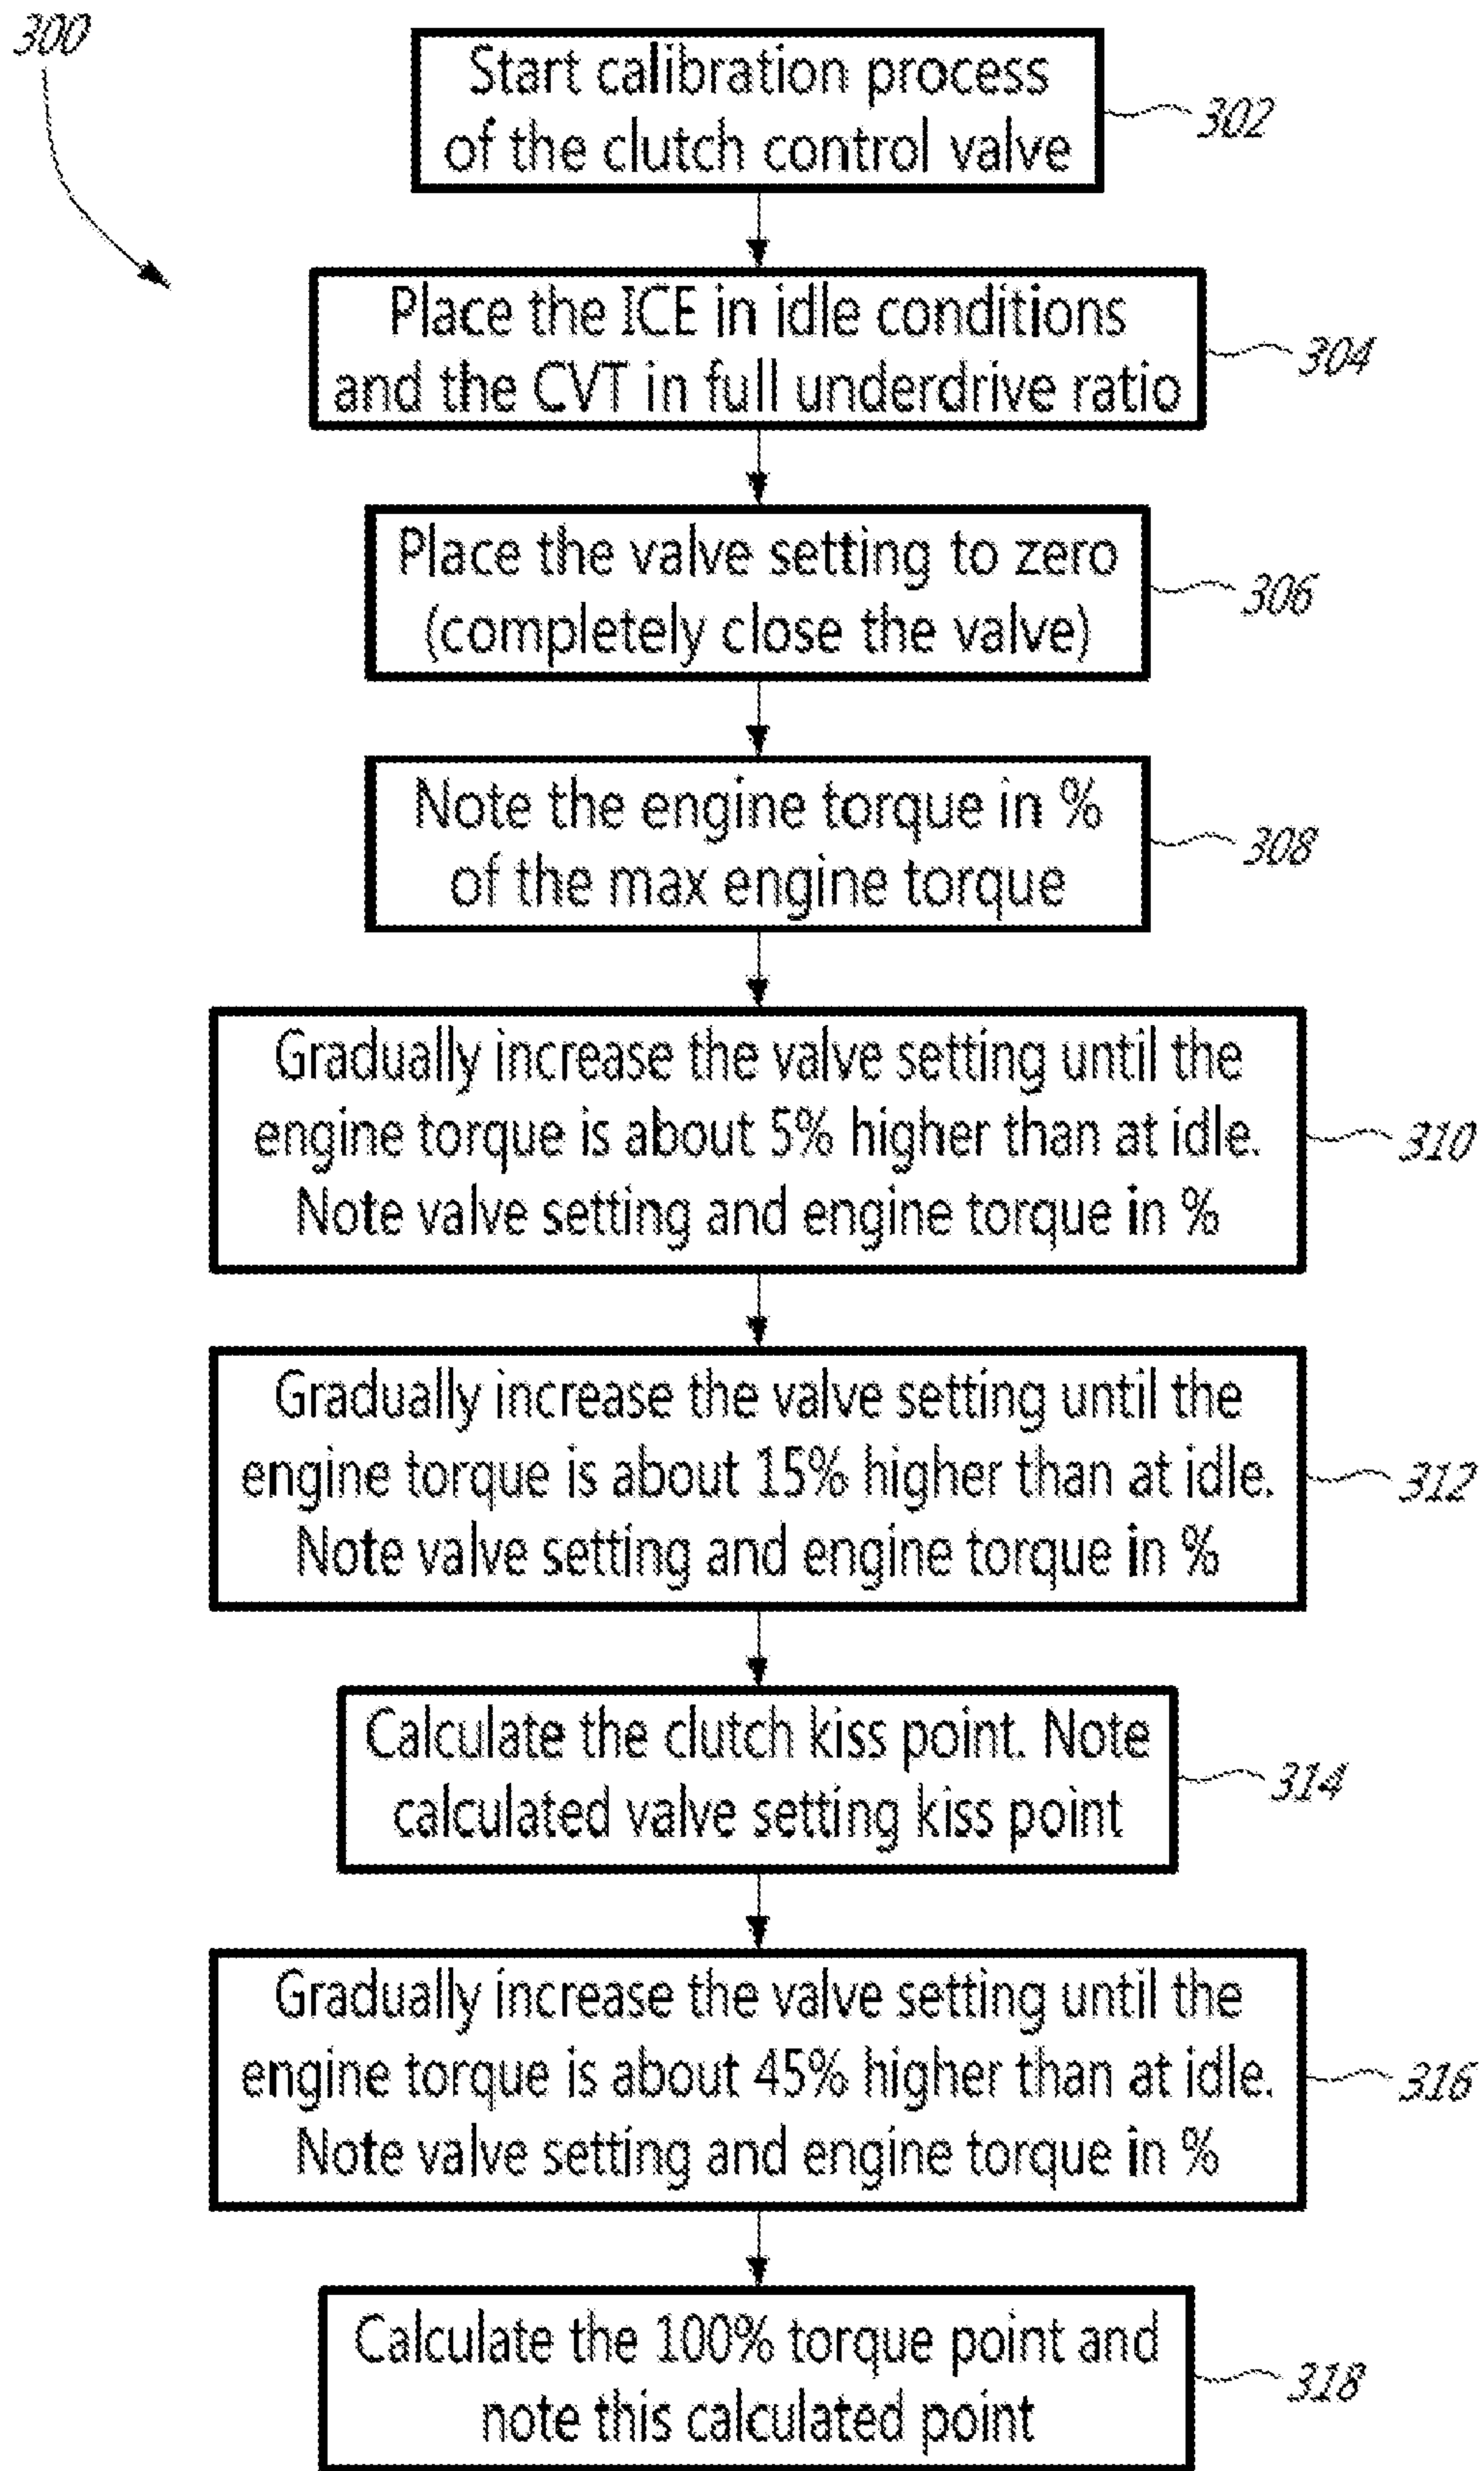 300
Start calibration process
of the clutch control valve
302
Place the ICE in idle conditions
and the CVT in full underdrive ratio
304
Place the valve setting to zero
(completely close the valve)
306
Note the engine torque in %
of the max engine torque
308
Gradually increase the valve setting until the
engine torque is about 5% higher than at idle.
Note valve setting and engine torque in %
310
Gradually increase the valve setting until the
engine torque is about 15% higher than at idle.
Note valve setting and engine torque in %
312
Calculate the clutch kiss point. Note
calculated valve setting kiss point
314
Gradually increase the valve setting until the
engine torque is about 45% higher than at idle.
Note valve setting and engine torque in %
316
Calculate the 100% torque point and
note this calculated point
318